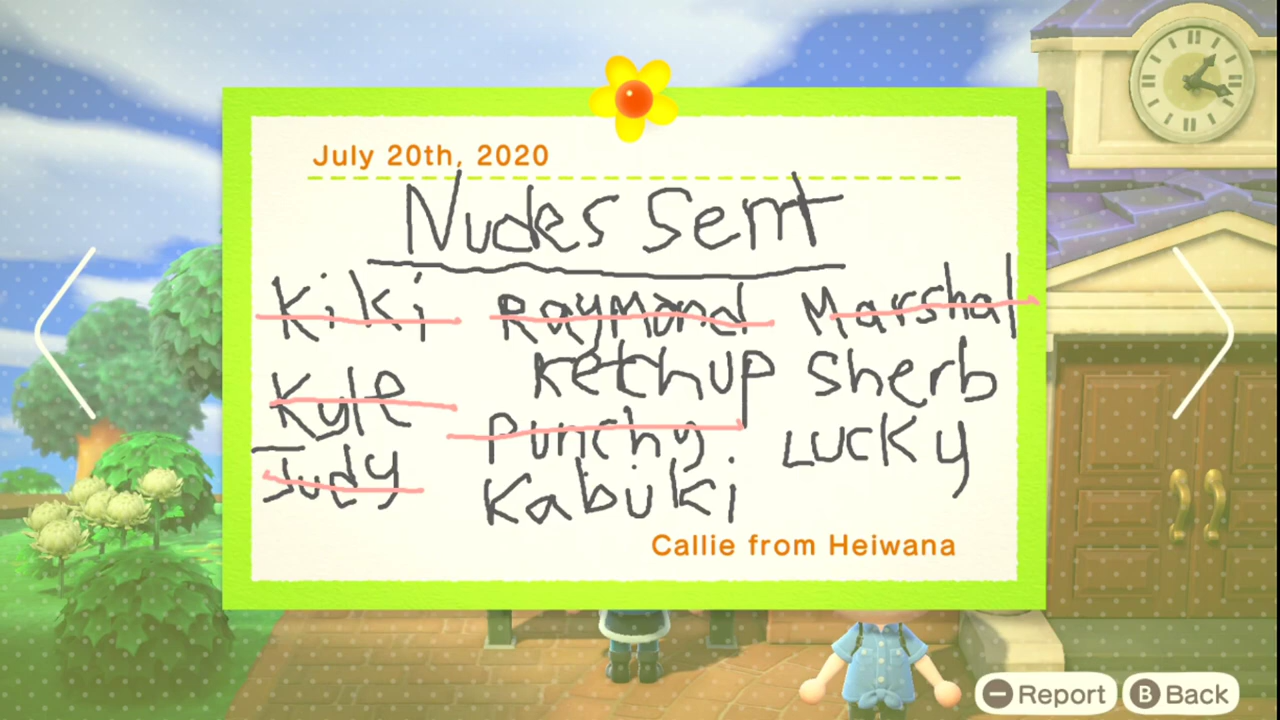 July 20th, 2020
Nudes Sent
Kiki Raymond Marshal
Ketchup Sherb
Kyle
Punchy Lucky
Judy
Kabuki
Callie from Heiwana
Report B Back